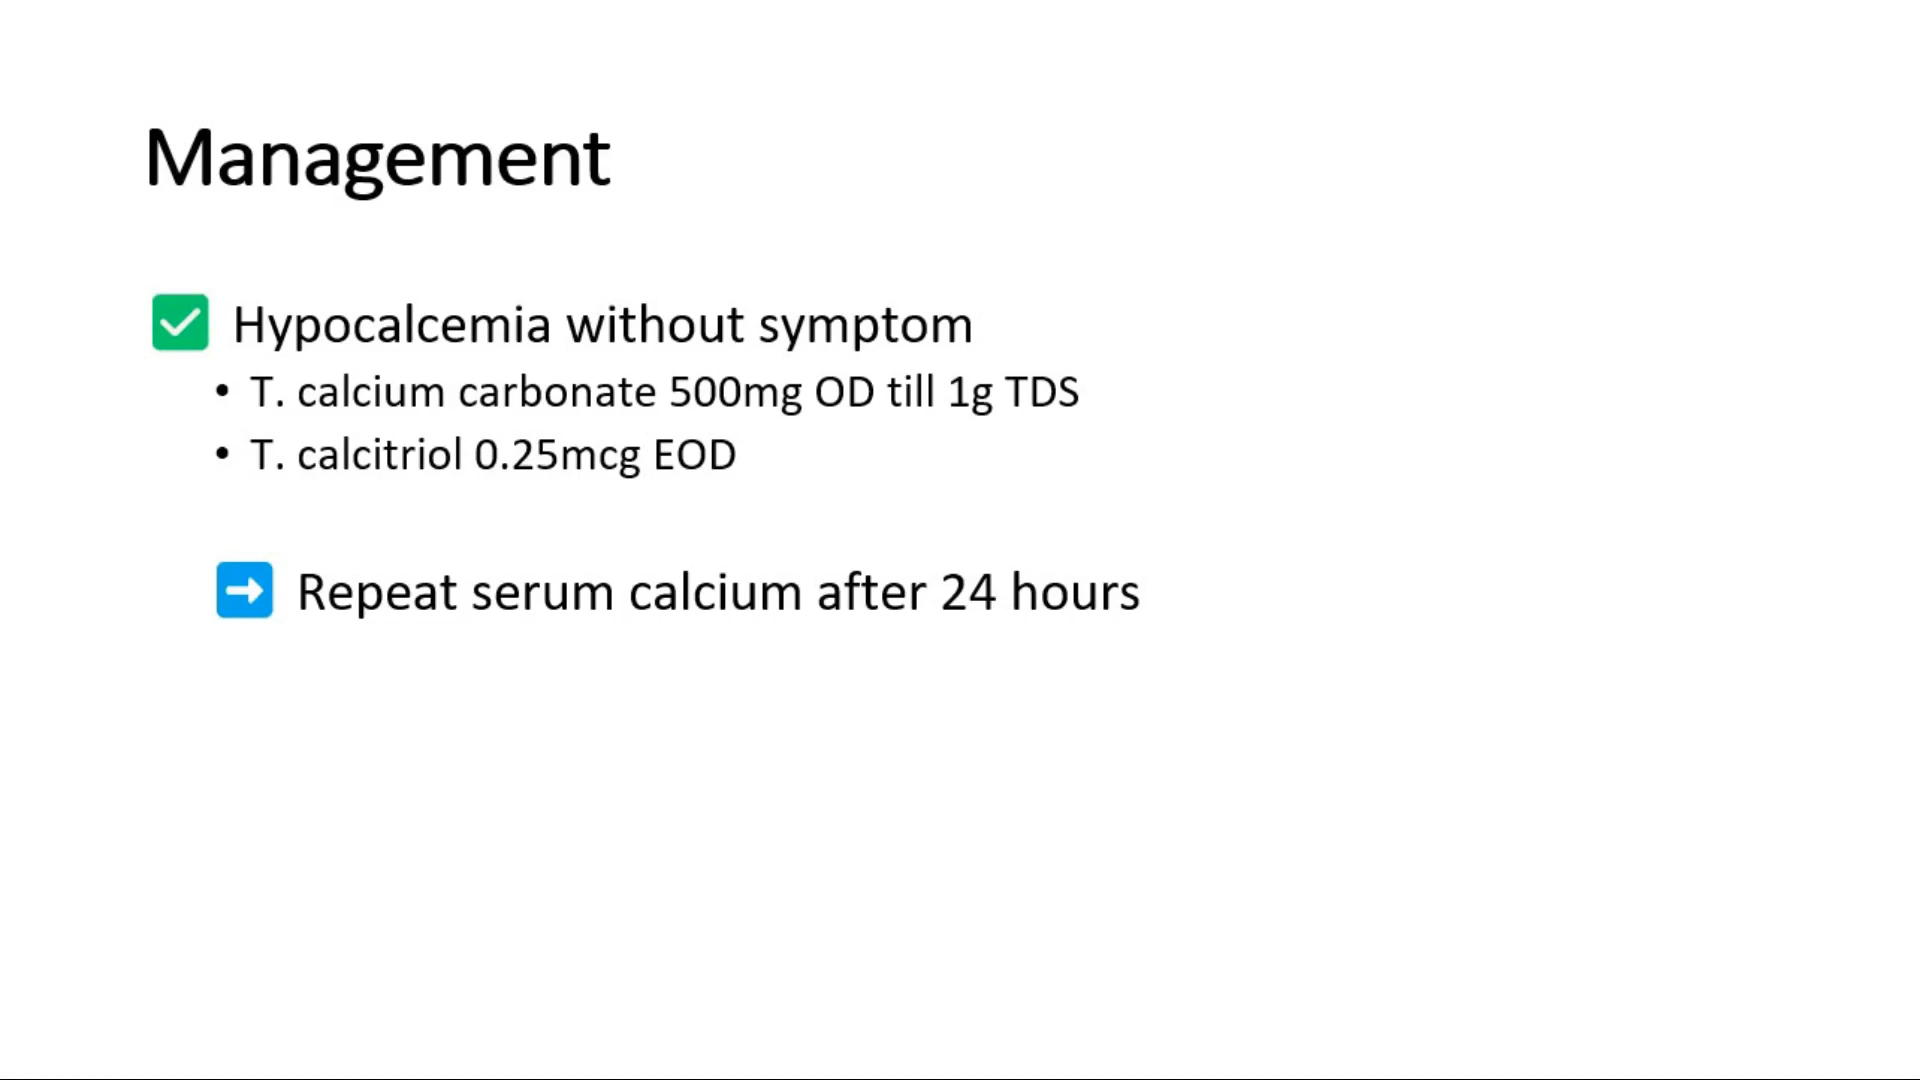 Management
✅ Hypocalcemia without symptom
• T. calcium carbonate 500mg OD till 1g TDS
• T. calcitriol 0.25mcg EOD
➡ Repeat serum calcium after 24 hours